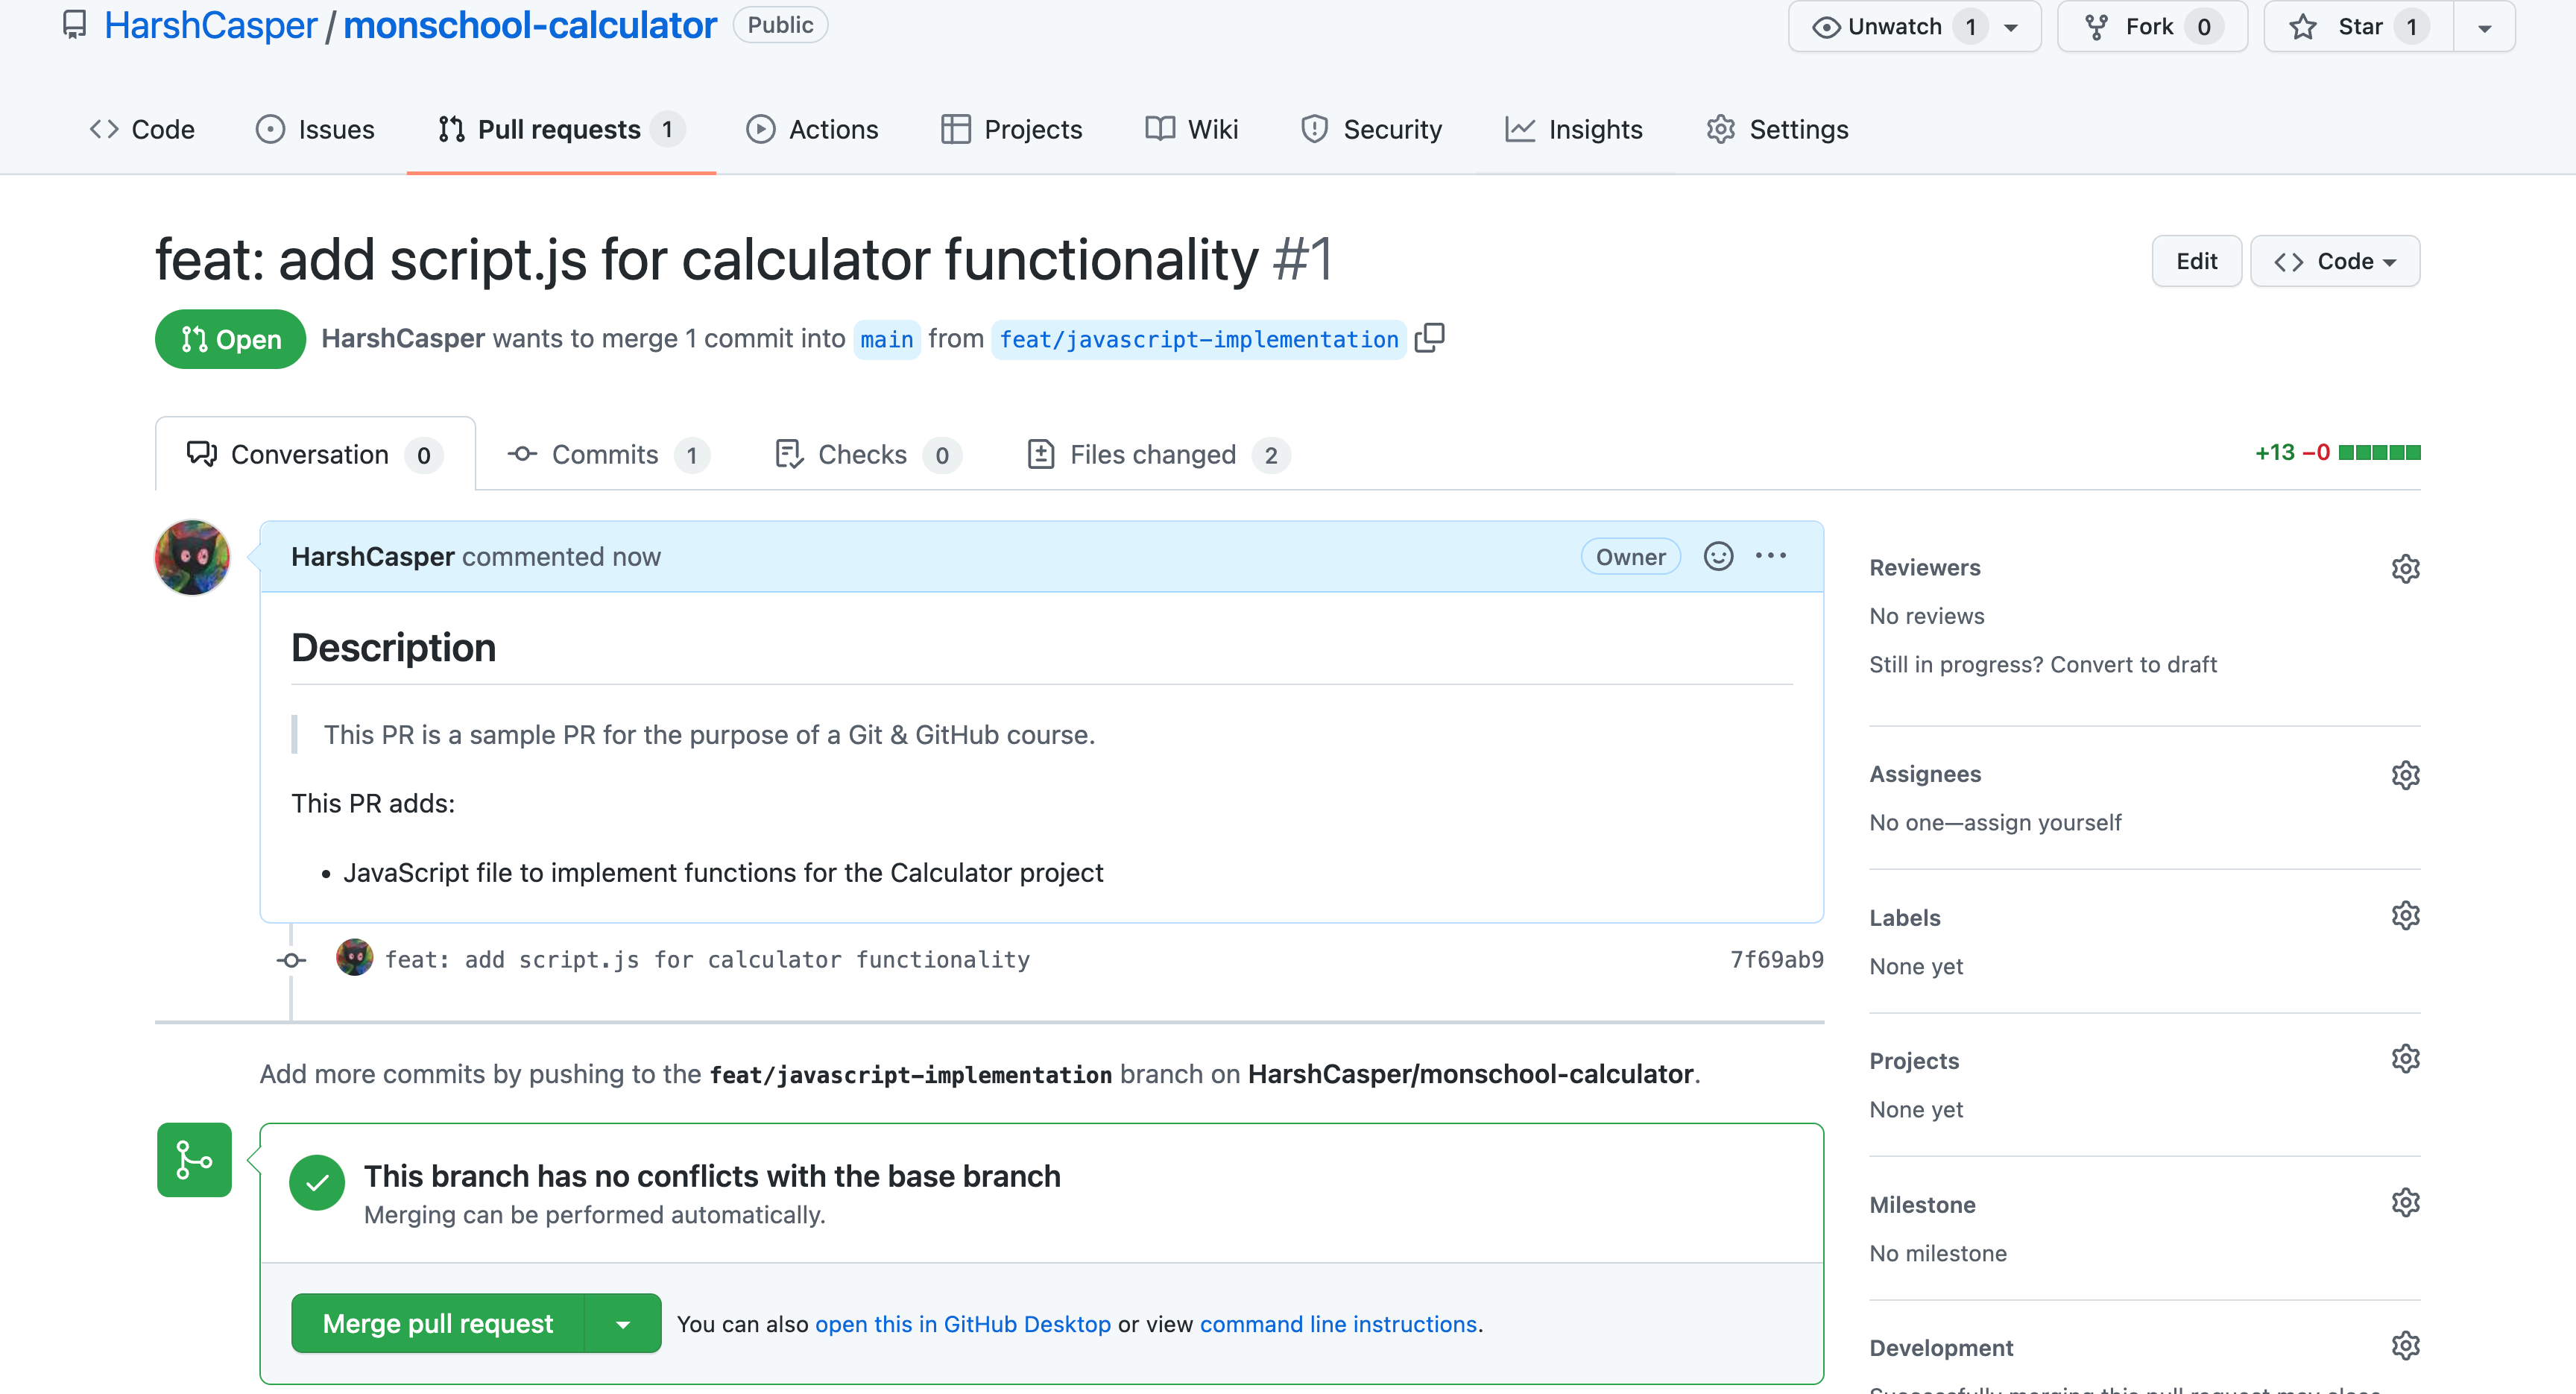 HarshCasper / monschool-calculator Public Unwatch 1 Fork 0 Star 1
Code Issues Pull requests 1 Actions Projects Wiki Security Insights Settings
feat: add script.js for calculator functionality #1 Edit Code
Open HarshCasper wants to merge 1 commit into main from feat/javascript-implementation
Conversation 0 Commits 1 Checks 0 Files changed 2 +13 −0
HarshCasper commented now Owner
Description
This PR is a sample PR for the purpose of a Git & GitHub course.
This PR adds:
• JavaScript file to implement functions for the Calculator project
feat: add script.js for calculator functionality 7f69ab9
Add more commits by pushing to the feat/javascript-implementation branch on HarshCasper/monschool-calculator.
This branch has no conflicts with the base branch
Merging can be performed automatically.
Merge pull request You can also open this in GitHub Desktop or view command line instructions.
Reviewers
No reviews
Still in progress? Convert to draft
Assignees
No one—assign yourself
Labels
None yet
Projects
None yet
Milestone
No milestone
Development
Successfully merging this pull request may close